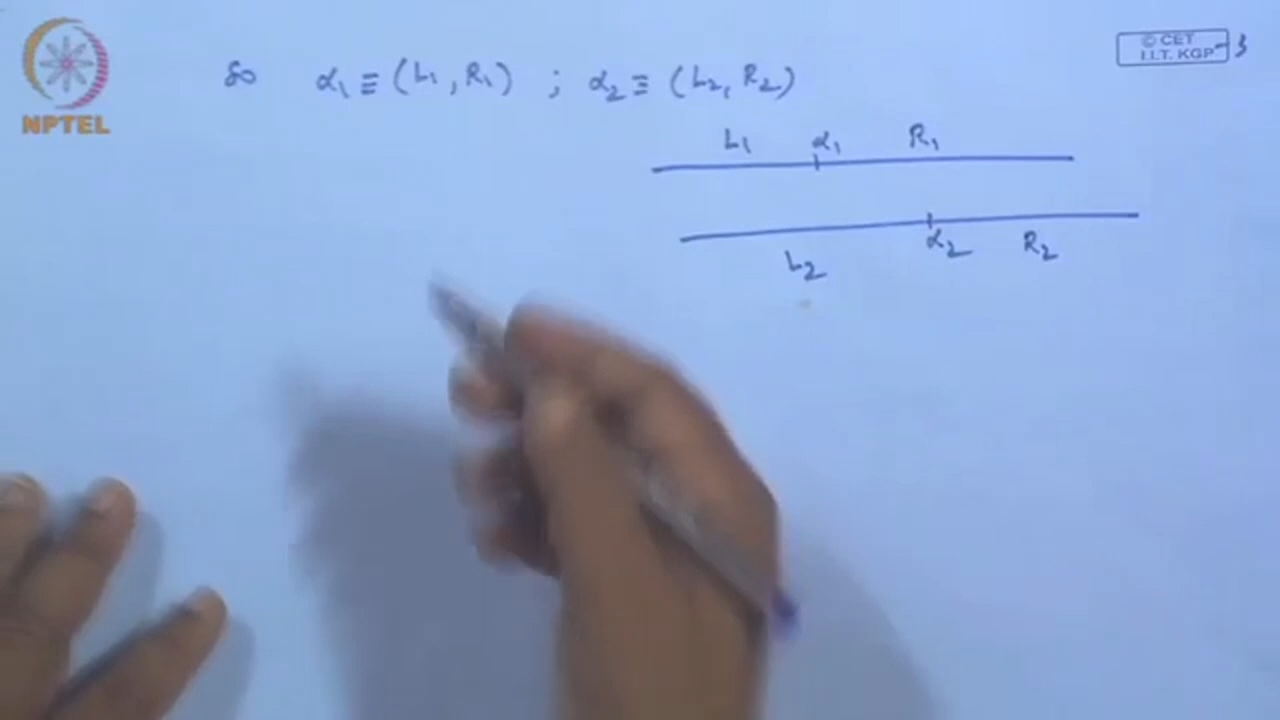 NPTEL
© CET
I.I.T. KGP
3
So α₁ ≡ (L₁, R₁) ; α₂ ≡ (L₂, R₂)
L₁ α₁ R₁
L₂ α₂ R₂